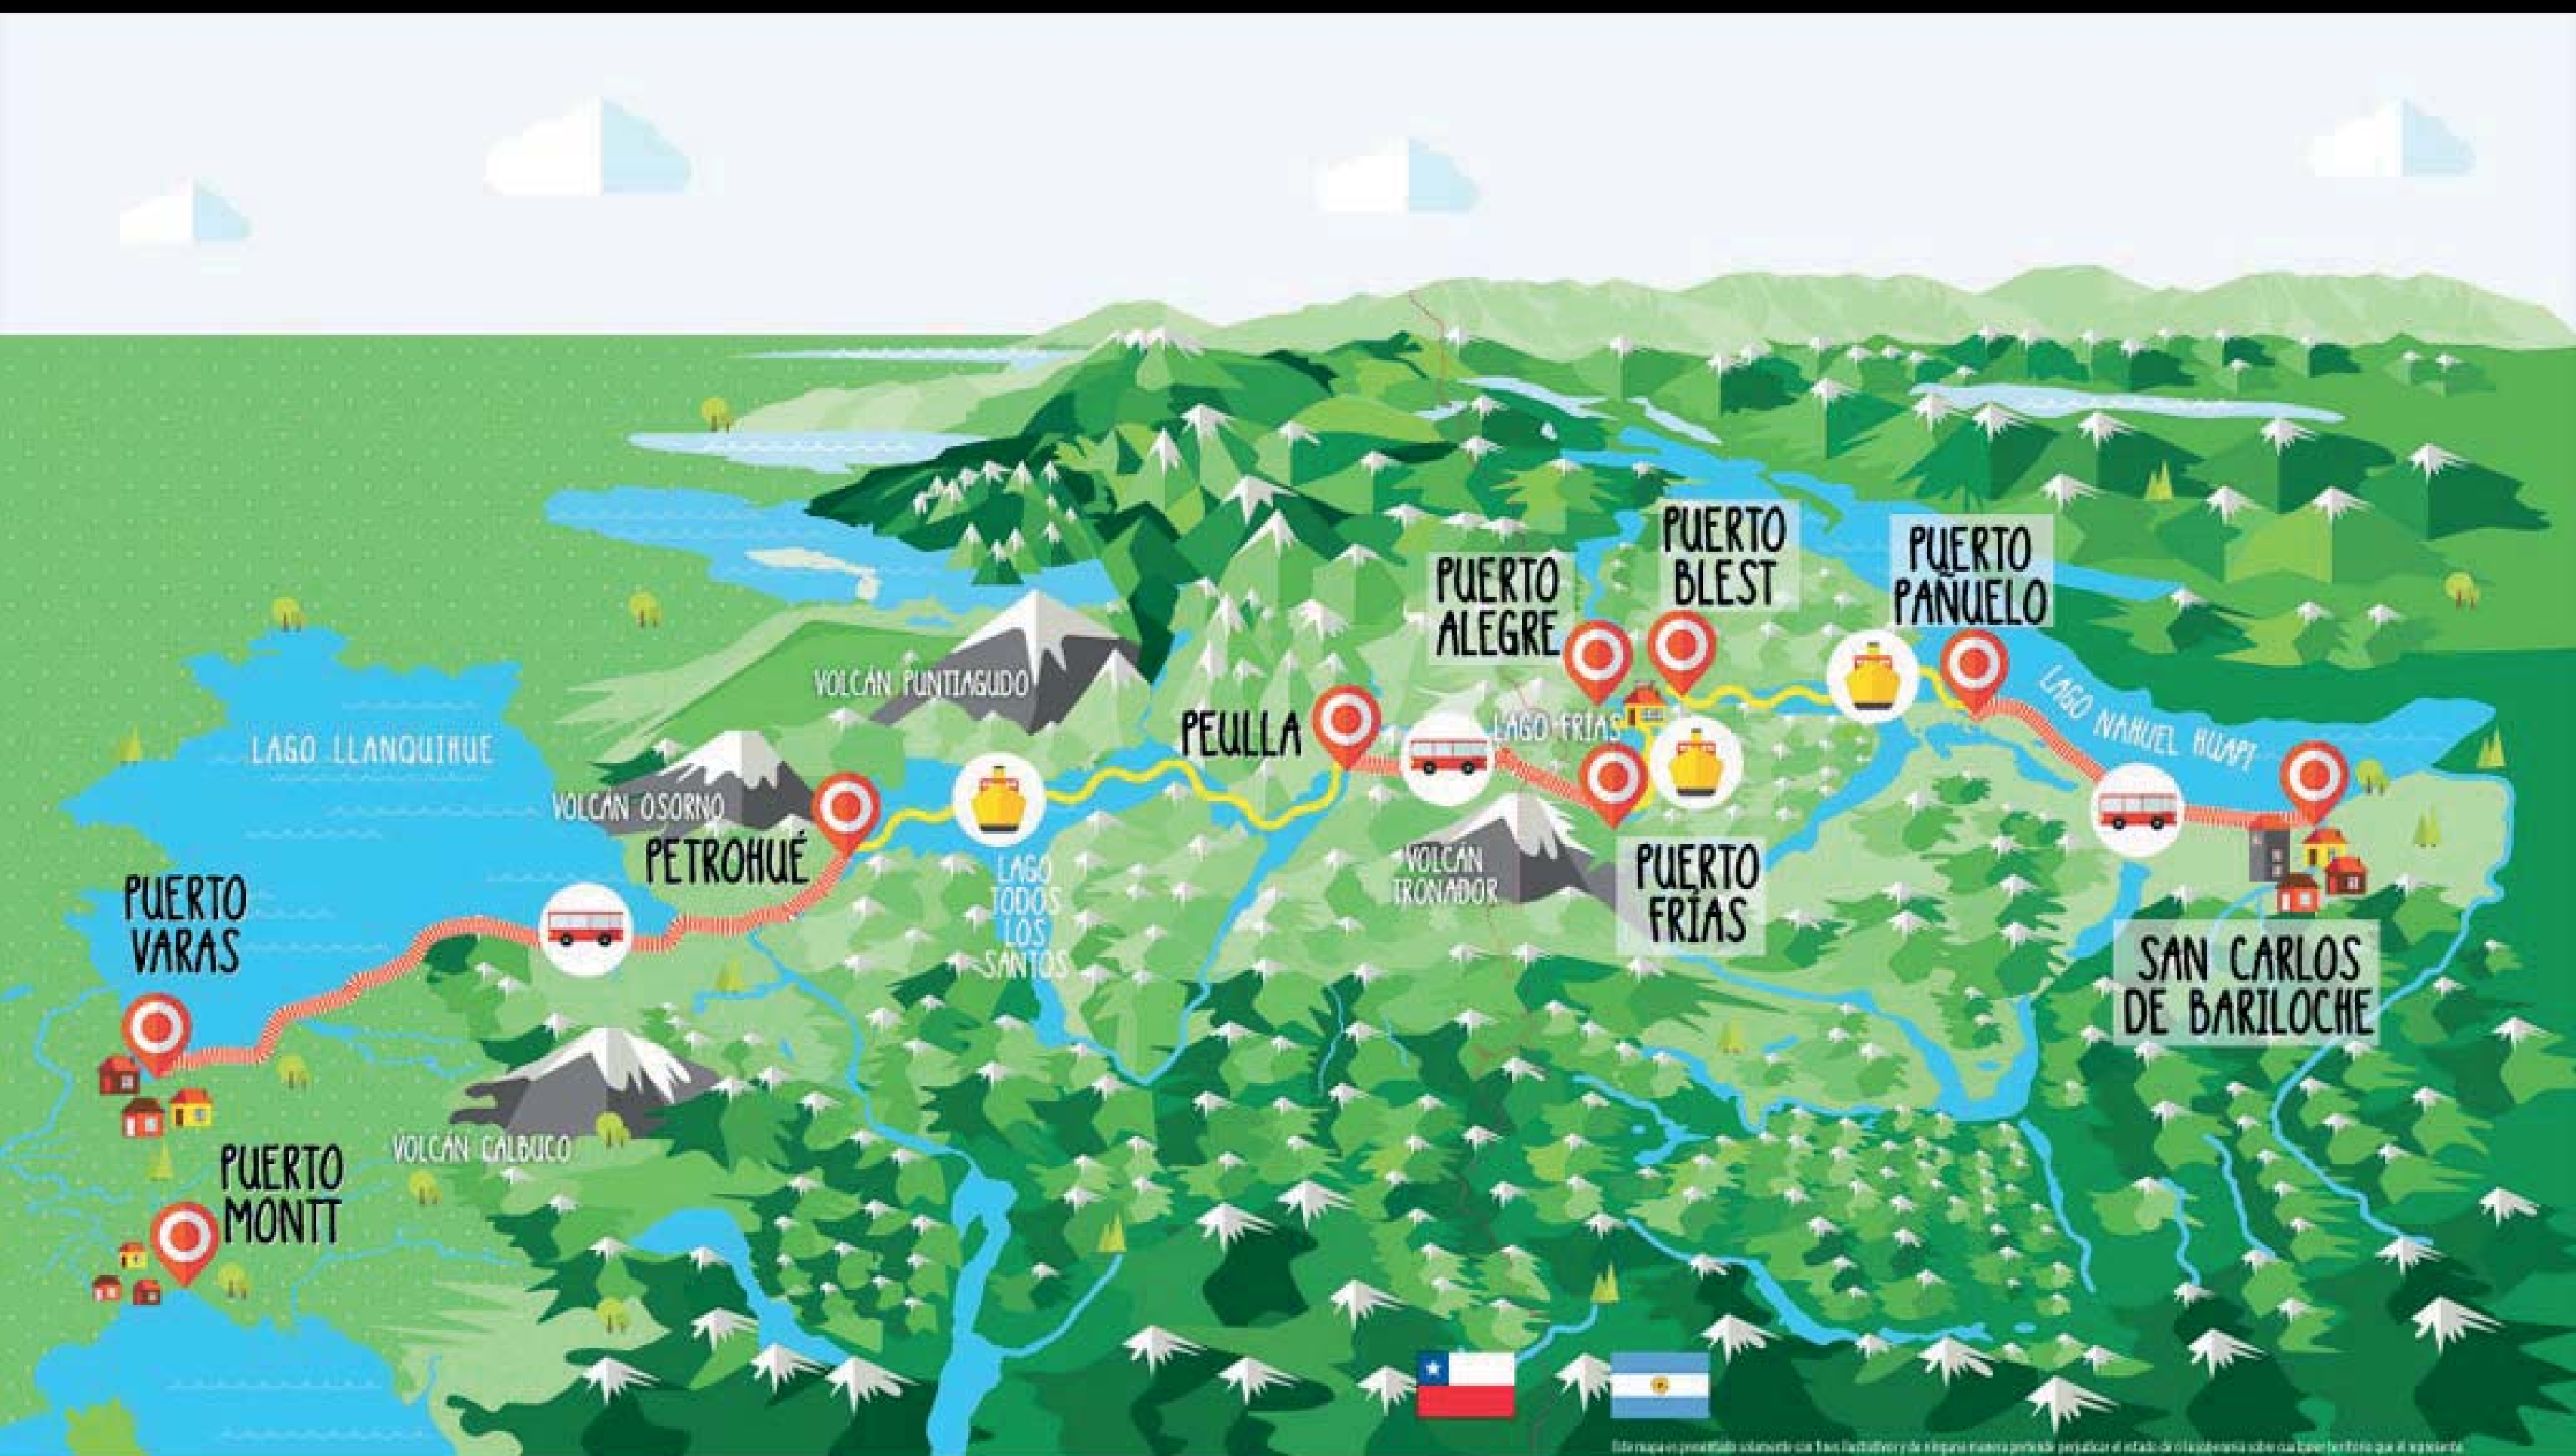 PUERTO
BLEST
PUERTO
PAÑUELO
PUERTO
ALEGRE
VOLCÁN PUNTIAGUDO
LAGO NAHUEL HUAPI
PEULLA
LAGO FRÍAS
LAGO LLANQUIHUE
VOLCÁN OSORNO
PETROHUÉ
LAGO
TODOS
LOS
SANTOS
VOLCÁN
TRONADOR
PUERTO
FRÍAS
PUERTO
VARAS
SAN CARLOS
DE BARILOCHE
VOLCÁN CALBUCO
PUERTO
MONTT